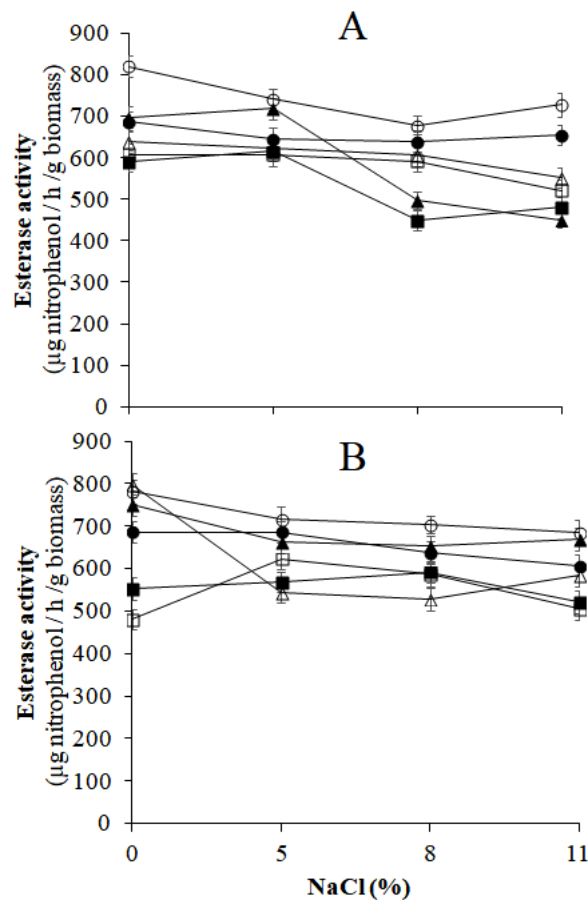 A
900
800
700
600
500
400
300
200
100
0
Esterase activity
(μg nitrophenol / h /g biomass)
B
900
800
700
600
500
400
300
200
100
0
Esterase activity
(μg nitrophenol / h /g biomass)
0 5 8 11
NaCl (%)